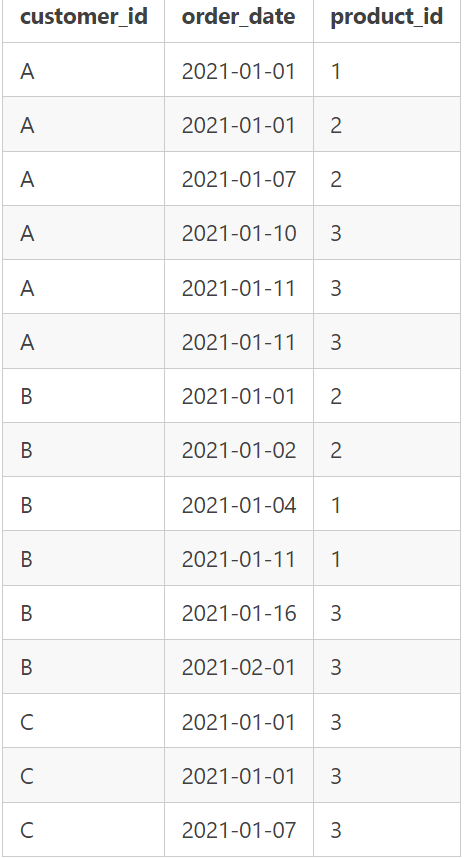 customer_id order_date product_id
A 2021-01-01 1
A 2021-01-01 2
A 2021-01-07 2
A 2021-01-10 3
A 2021-01-11 3
A 2021-01-11 3
B 2021-01-01 2
B 2021-01-02 2
B 2021-01-04 1
B 2021-01-11 1
B 2021-01-16 3
B 2021-02-01 3
C 2021-01-01 3
C 2021-01-01 3
C 2021-01-07 3